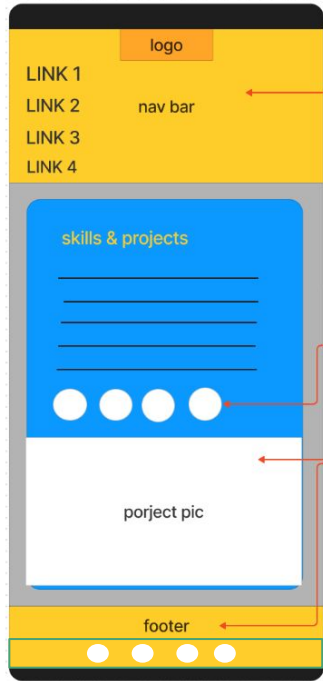 logo
LINK 1
LINK 2
nav bar
LINK 3
LINK 4
skills & projects
porject pic
footer